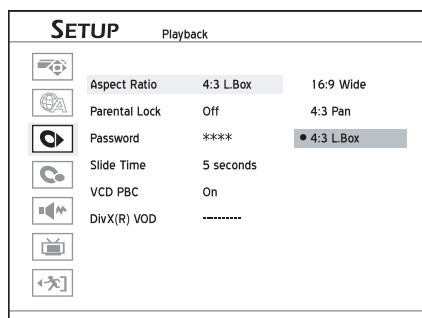 SETUP Playback
Aspect Ratio 4:3 L.Box 16:9 Wide
Parental Lock Off 4:3 Pan
Password **** • 4:3 L.Box
Slide Time 5 seconds
VCD PBC On
DivX(R) VOD ---------